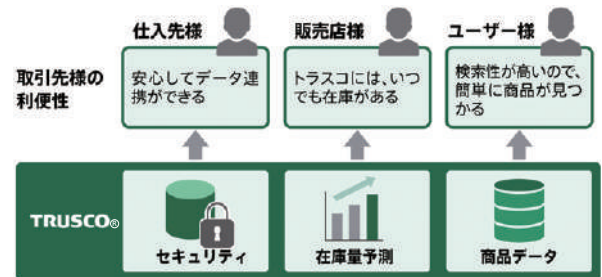 仕入先様
販売店様
ユーザー様
取引先様の
利便性
安心してデータ連
携ができる
トラスコには、いつ
でも在庫がある
検索性が高いので、
簡単に商品が見つ
かる
TRUSCO®
セキュリティ
在庫量予測
商品データ